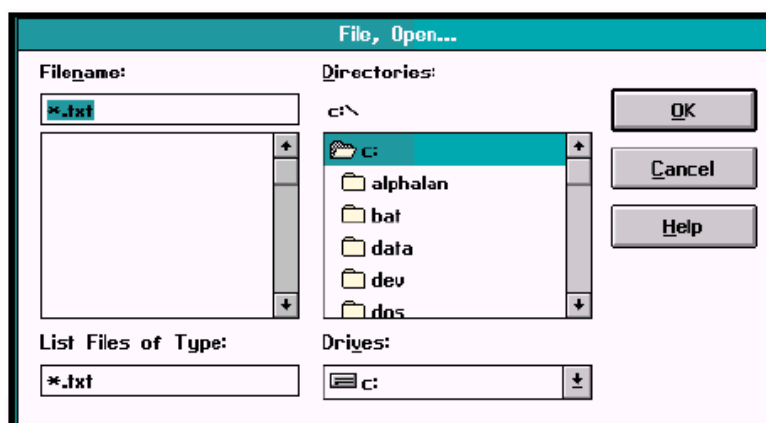 File, Open...
Filename:
*.txt
List Files of Type:
*.txt
Directories:
c:\
c:
alphalan
bat
data
dev
dos
Drives:
c:
OK
Cancel
Help